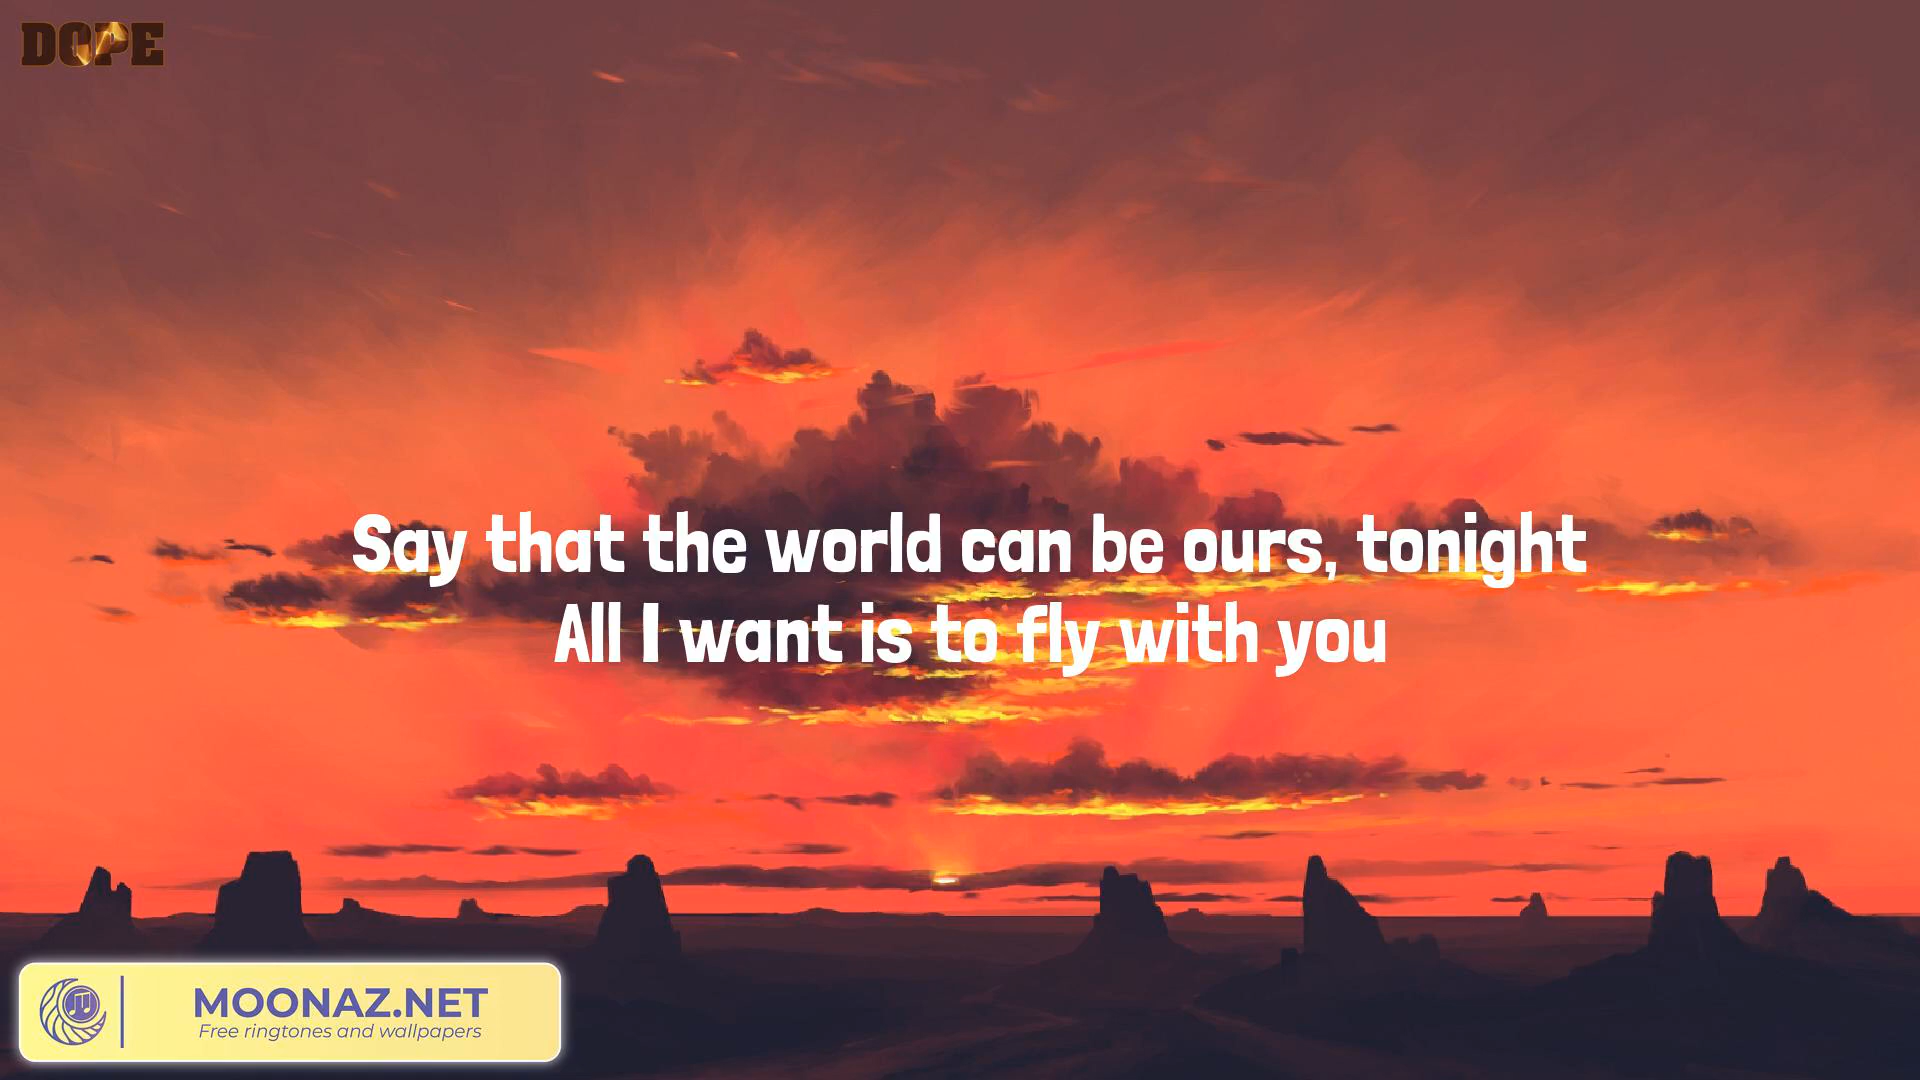 DOPE
Say that the world can be ours, tonight
All I want is to fly with you
MOONAZ.NET
Free ringtones and wallpapers